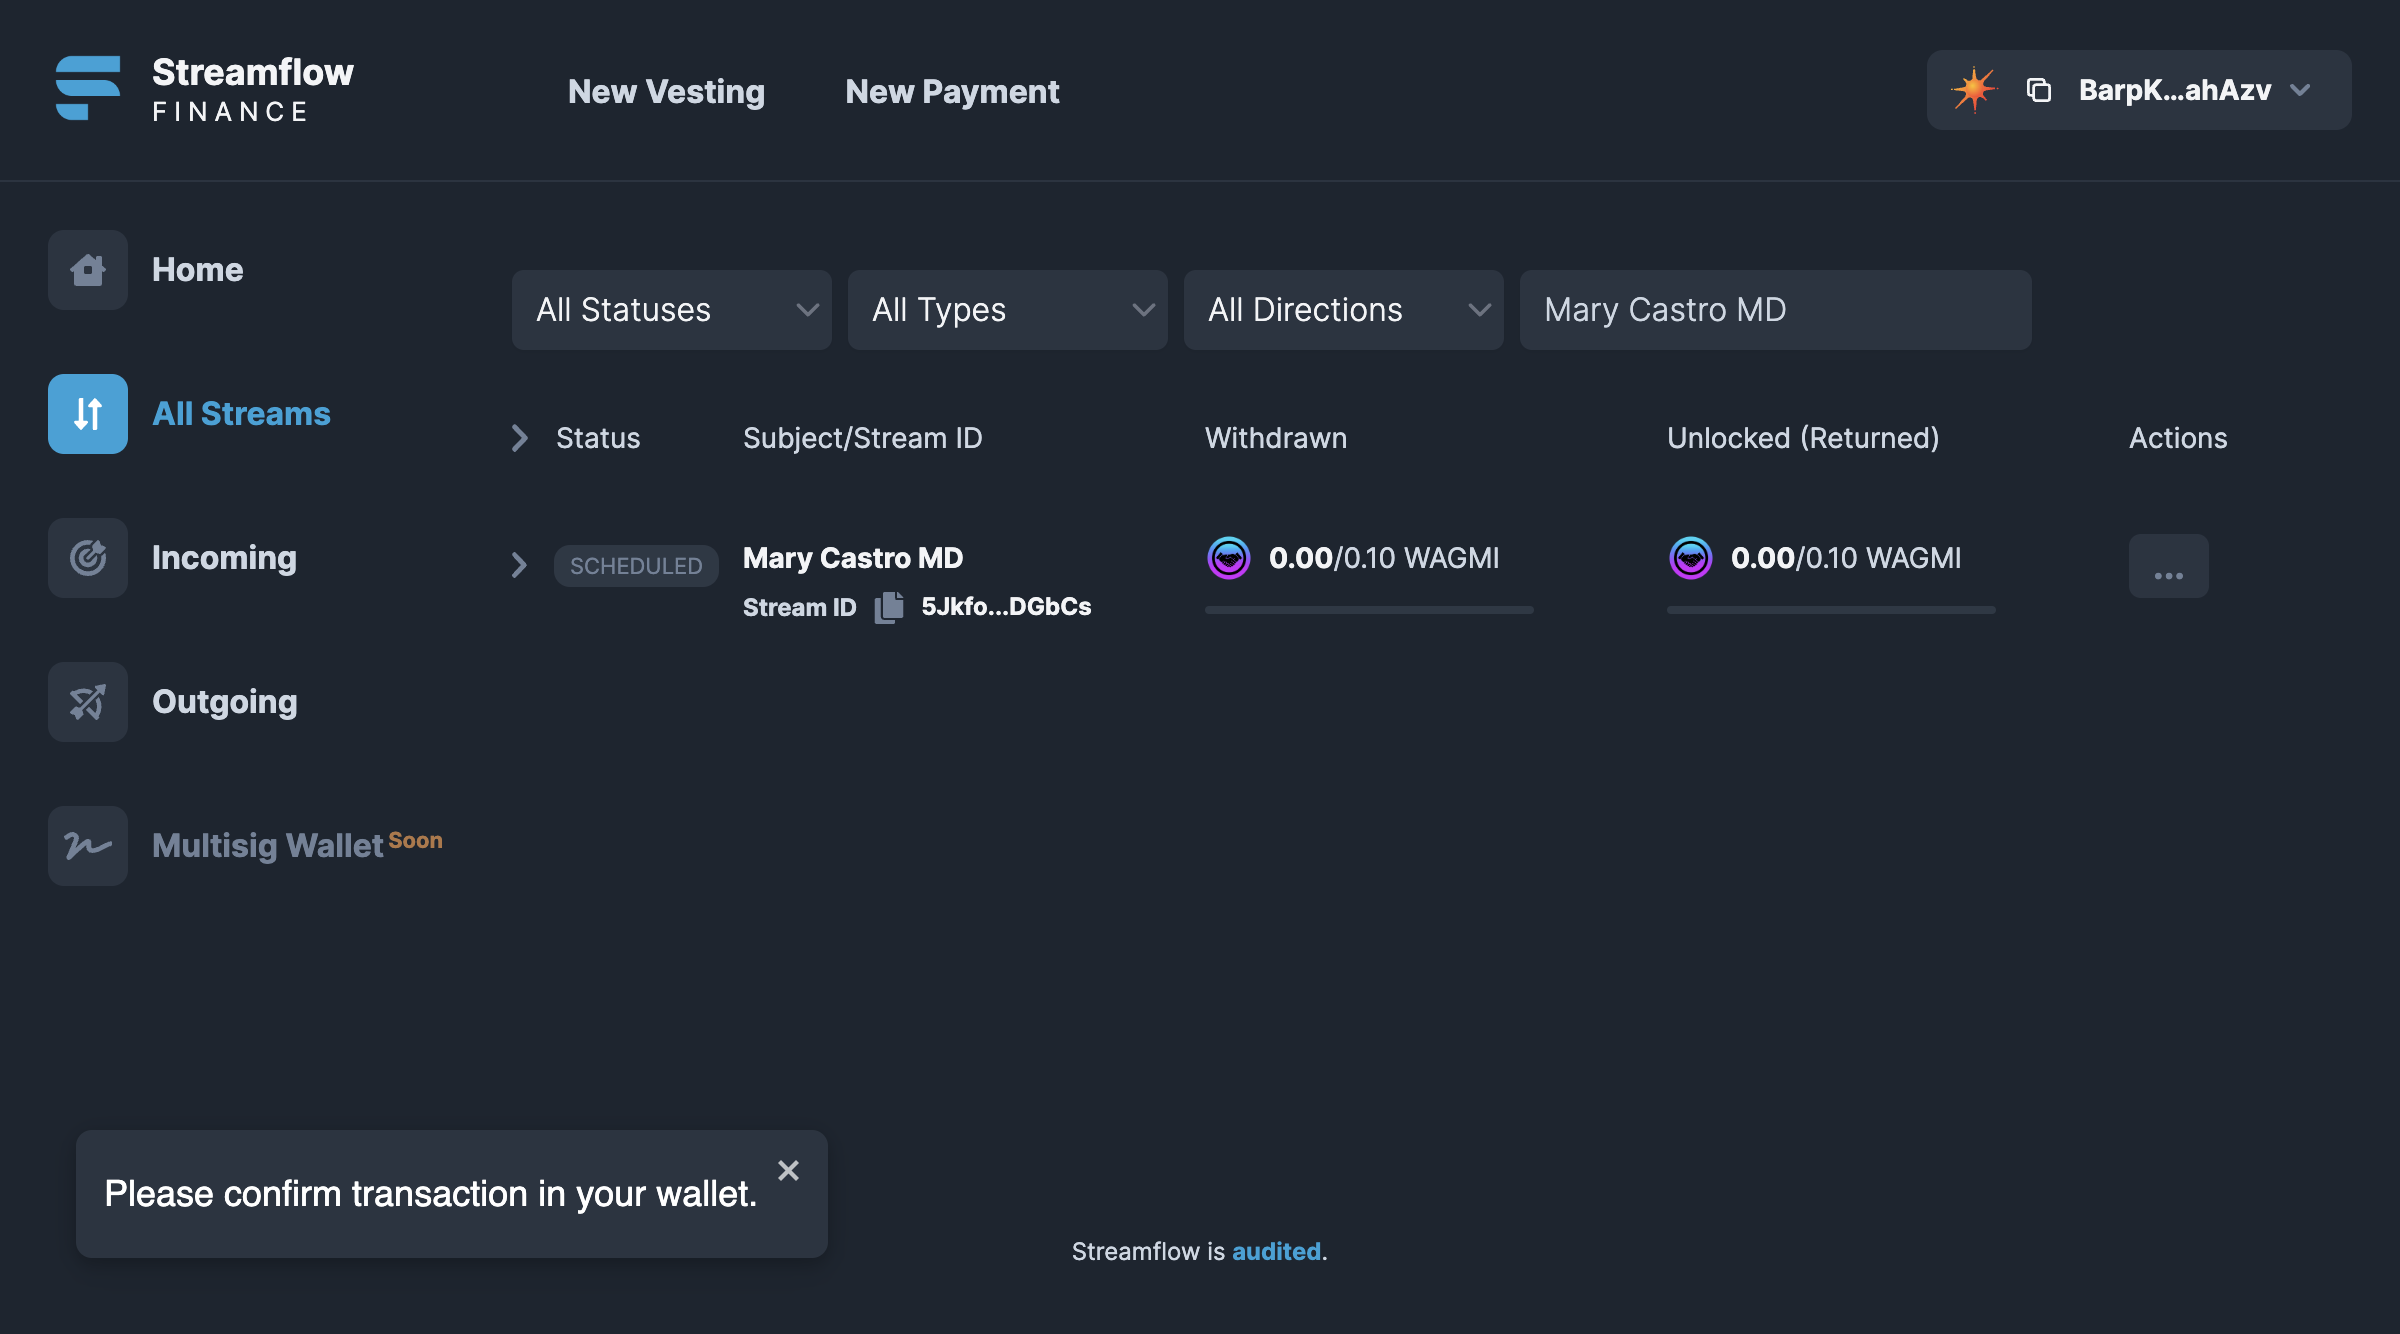 Streamflow
FINANCE
New Vesting
New Payment
BarpK...ahAzv
Home
All Streams
Incoming
Outgoing
Multisig Wallet Soon
All Statuses
All Types
All Directions
Mary Castro MD
Status
Subject/Stream ID
Withdrawn
Unlocked (Returned)
Actions
SCHEDULED
Mary Castro MD
Stream ID 5Jkfo...DGbCs
0.00/0.10 WAGMI
0.00/0.10 WAGMI
...
Please confirm transaction in your wallet.
Streamflow is audited.